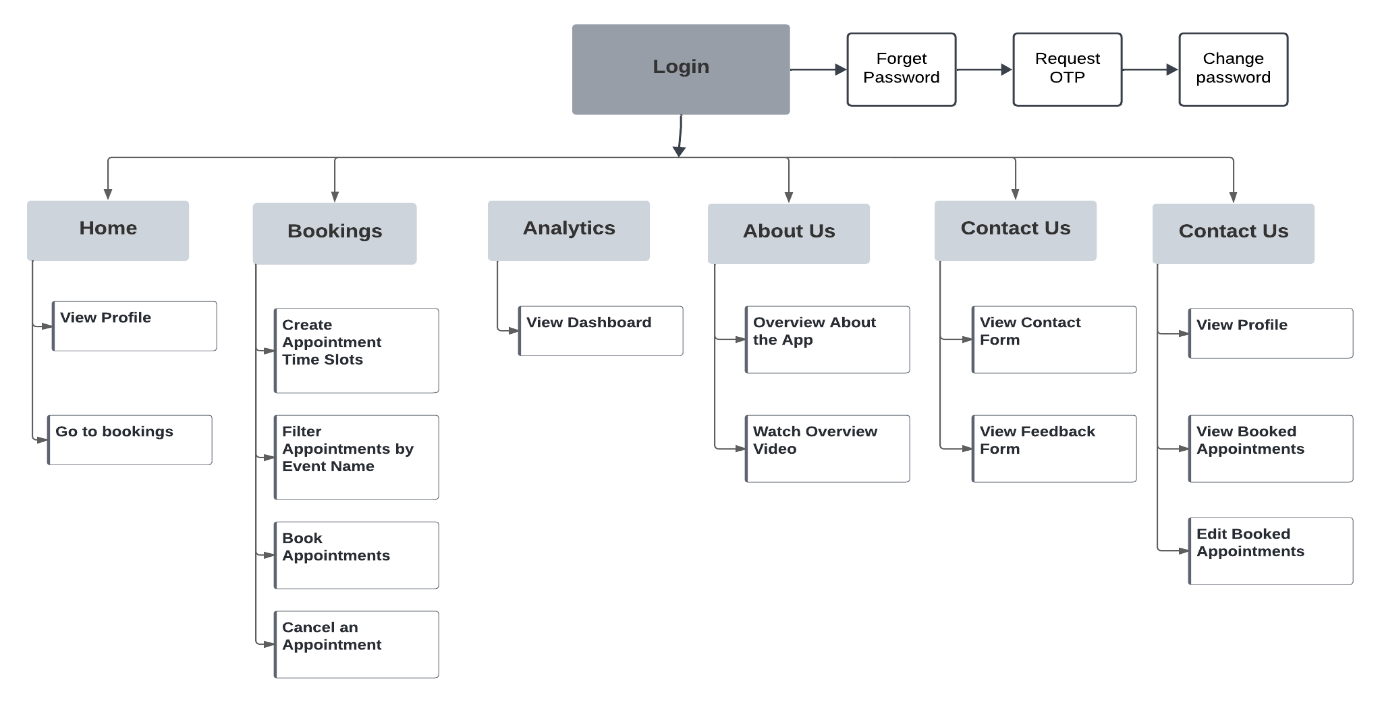 Login
Forget
Password
Request
OTP
Change
password
Home
Bookings
Analytics
About Us
Contact Us
Contact Us
View Profile
Go to bookings
Create
Appointment
Time Slots
Filter
Appointments by
Event Name
Book
Appointments
Cancel an
Appointment
View Dashboard
Overview About
the App
Watch Overview
Video
View Contact
Form
View Feedback
Form
View Profile
View Booked
Appointments
Edit Booked
Appointments